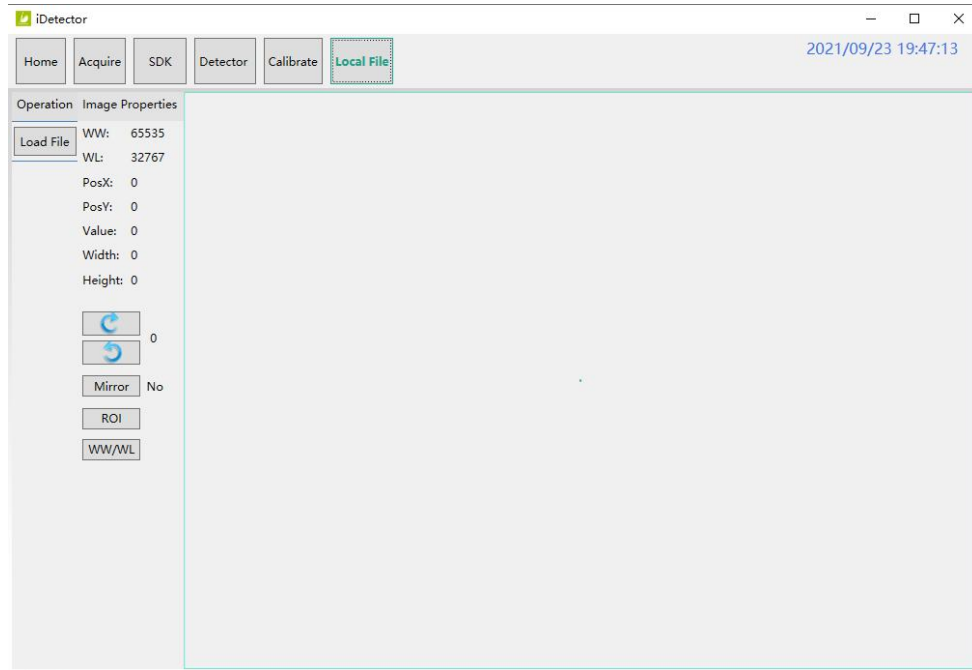 iDetector
Home Acquire SDK Detector Calibrate Local File
2021/09/23 19:47:13
Operation Image Properties
Load File
WW: 65535
WL: 32767
PosX: 0
PosY: 0
Value: 0
Width: 0
Height: 0
0
Mirror No
ROI
WW/WL